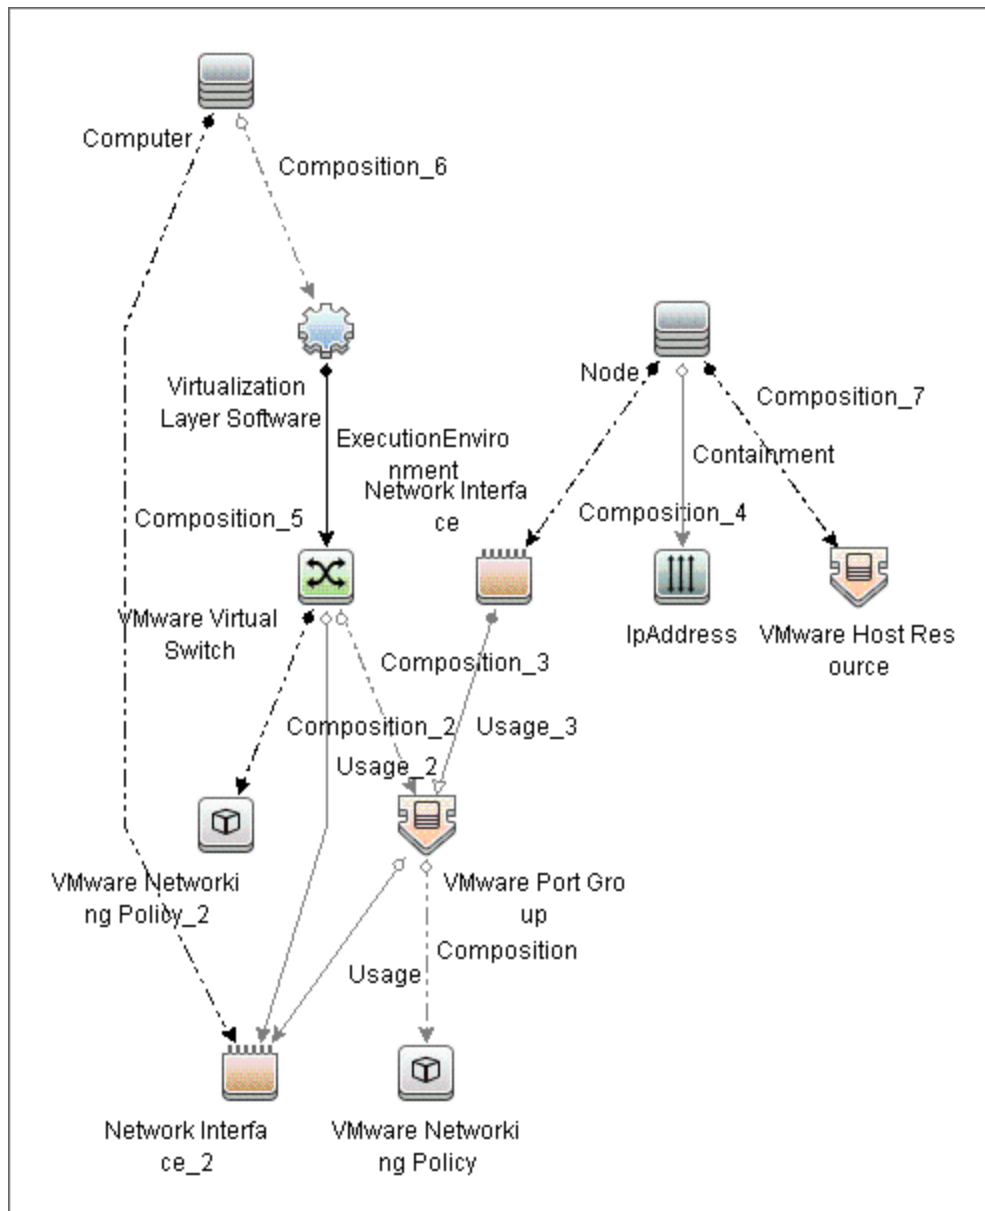 Computer
Composition_6
Virtualization
Layer Software
Node
Composition_7
ExecutionEnviro
nment
Containment
Network Interfa
ce
Composition_5
Composition_4
VMware Virtual
Switch
IpAddress
VMware Host Res
ource
Composition_3
Composition_2
Usage_3
Usage_2
VMware Networki
ng Policy_2
VMware Port Gro
up
Composition
Usage
Network Interfa
ce_2
VMware Networki
ng Policy